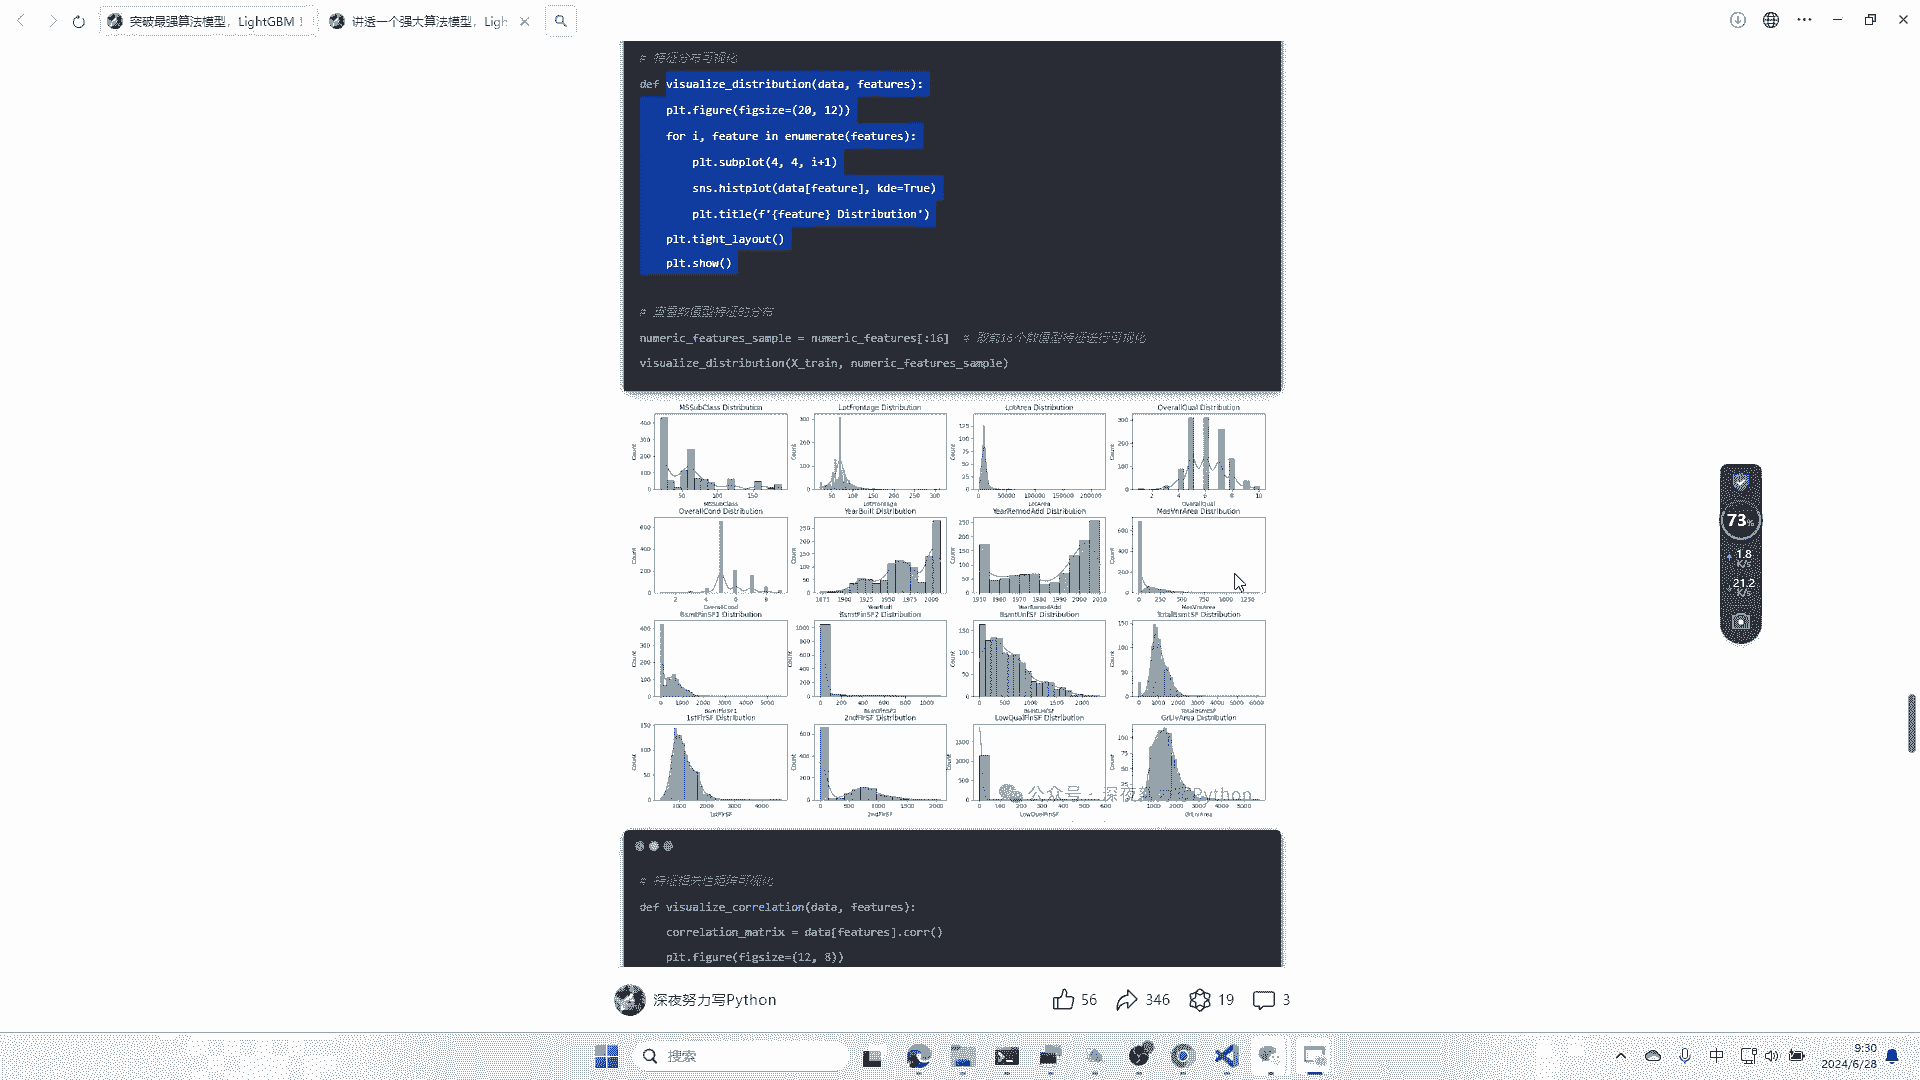 突破最强算法模型，LightGBM！
讲透一个强大算法模型，Ligh
# 特征分布可视化
def visualize_distribution(data, features):
plt.figure(figsize=(20, 12))
for i, feature in enumerate(features):
plt.subplot(4, 4, i+1)
sns.histplot(data[feature], kde=True)
plt.title(f'{feature} Distribution')
plt.tight_layout()
plt.show()
# 查看数值型特征的分布
numeric_features_sample = numeric_features[:16]  # 取前16个数值型特征进行可视化
visualize_distribution(X_train, numeric_features_sample)
MSSubClass Distribution
LotFrontage Distribution
LotArea Distribution
OverallQual Distribution
OverallCond Distribution
YearBuilt Distribution
YearRemodAdd Distribution
MasVnrArea Distribution
BsmtFinSF1 Distribution
BsmtFinSF2 Distribution
BsmtUnfSF Distribution
TotalBsmtSF Distribution
1stFlrSF Distribution
2ndFlrSF Distribution
LowQualFinSF Distribution
GrLivArea Distribution
公众号 · 深夜努力写Python
# 特征相关性矩阵可视化
def visualize_correlation(data, features):
correlation_matrix = data[features].corr()
plt.figure(figsize=(12, 8))
深夜努力写Python
56
346
19
3
73%
1.8
K/s
21.2
K/s
搜索
中
9:30
2024/6/28